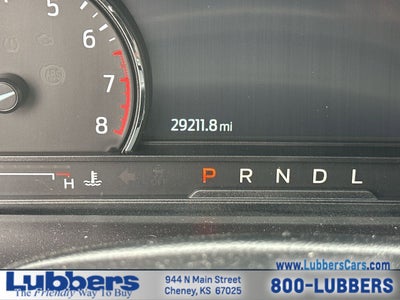 5
6
7
8
29211.8 mi
H
P R N D L
Lubbers
The Friendly Way To Buy
944 N Main Street
Cheney, KS 67025
www.LubbersCars.com
800-LUBBERS